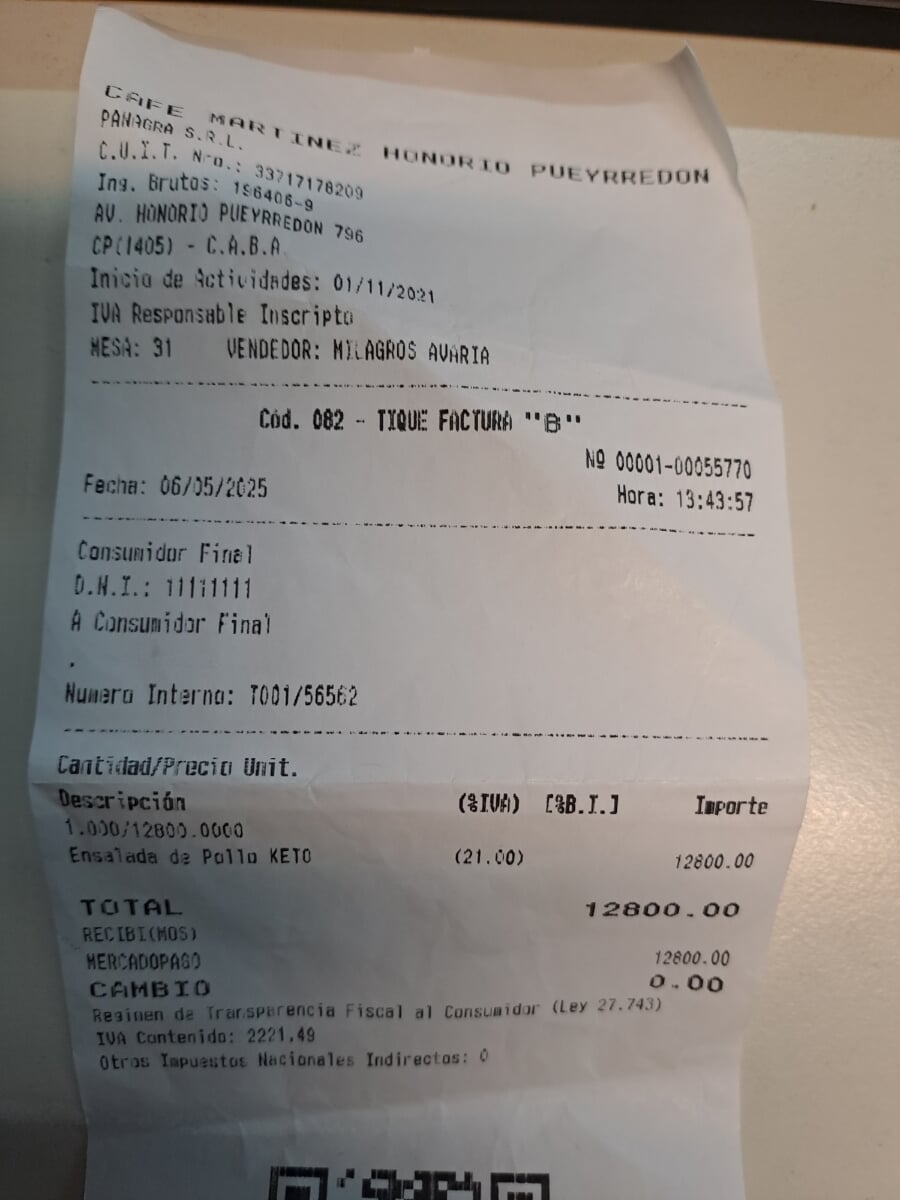 CAFE MARTINEZ HONORIO PUEYRREDON
PANAGRA S.R.L.
C.U.I.T. Nro.: 33717178209
Ing. Brutos: 196406-9
AV. HONORIO PUEYRREDON 796
CP(1405) - C.A.B.A.
Inicio de Actividades: 01/11/2021
IVA Responsable Inscripto
MESA: 31 VENDEDOR: MILAGROS AVARIA
Cód. 082 - TIQUE FACTURA "B"
Nº 00001-00055770
Fecha: 06/05/2025 Hora: 13:43:57
Consumidor Final
D.N.I.: 11111111
A Consumidor Final
.
Numero Interno: T001/56562
Cantidad/Precio Unit.
Descripción (%IVA) [%B.I.] Importe
1.000/12800.0000
Ensalada de Pollo KETO (21.00) 12800.00
TOTAL 12800.00
RECIBI(MOS)
MERCADOPAGO 12800.00
CAMBIO 0.00
Regimen de Transparencia Fiscal al Consumidor (Ley 27.743)
IVA Contenido: 2221.49
Otros Impuestos Nacionales Indirectos: 0